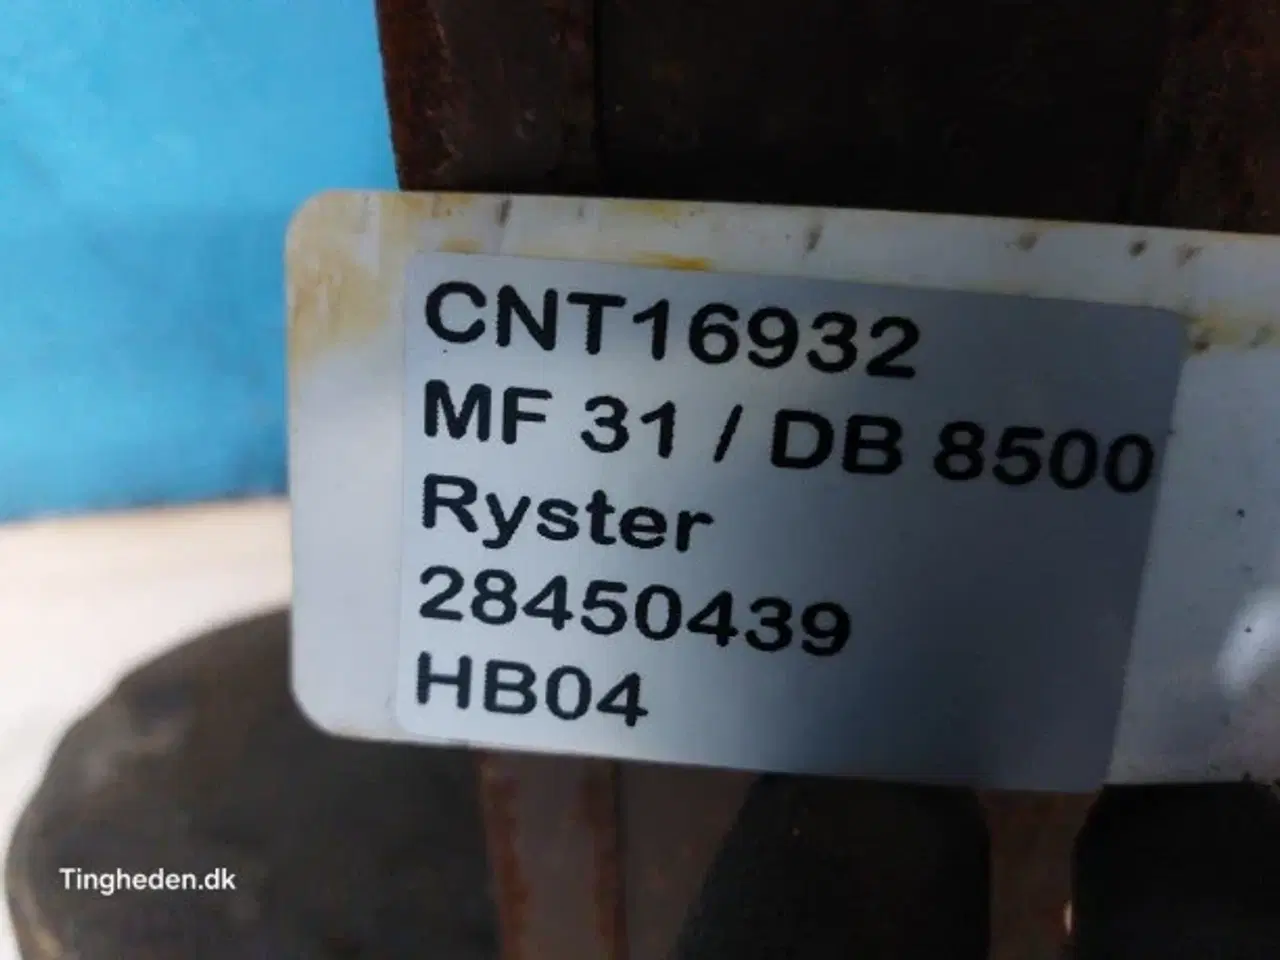 CNT16932
MF 31 / DB 8500
Ryster
28450439
HB04
Tingheden.dk